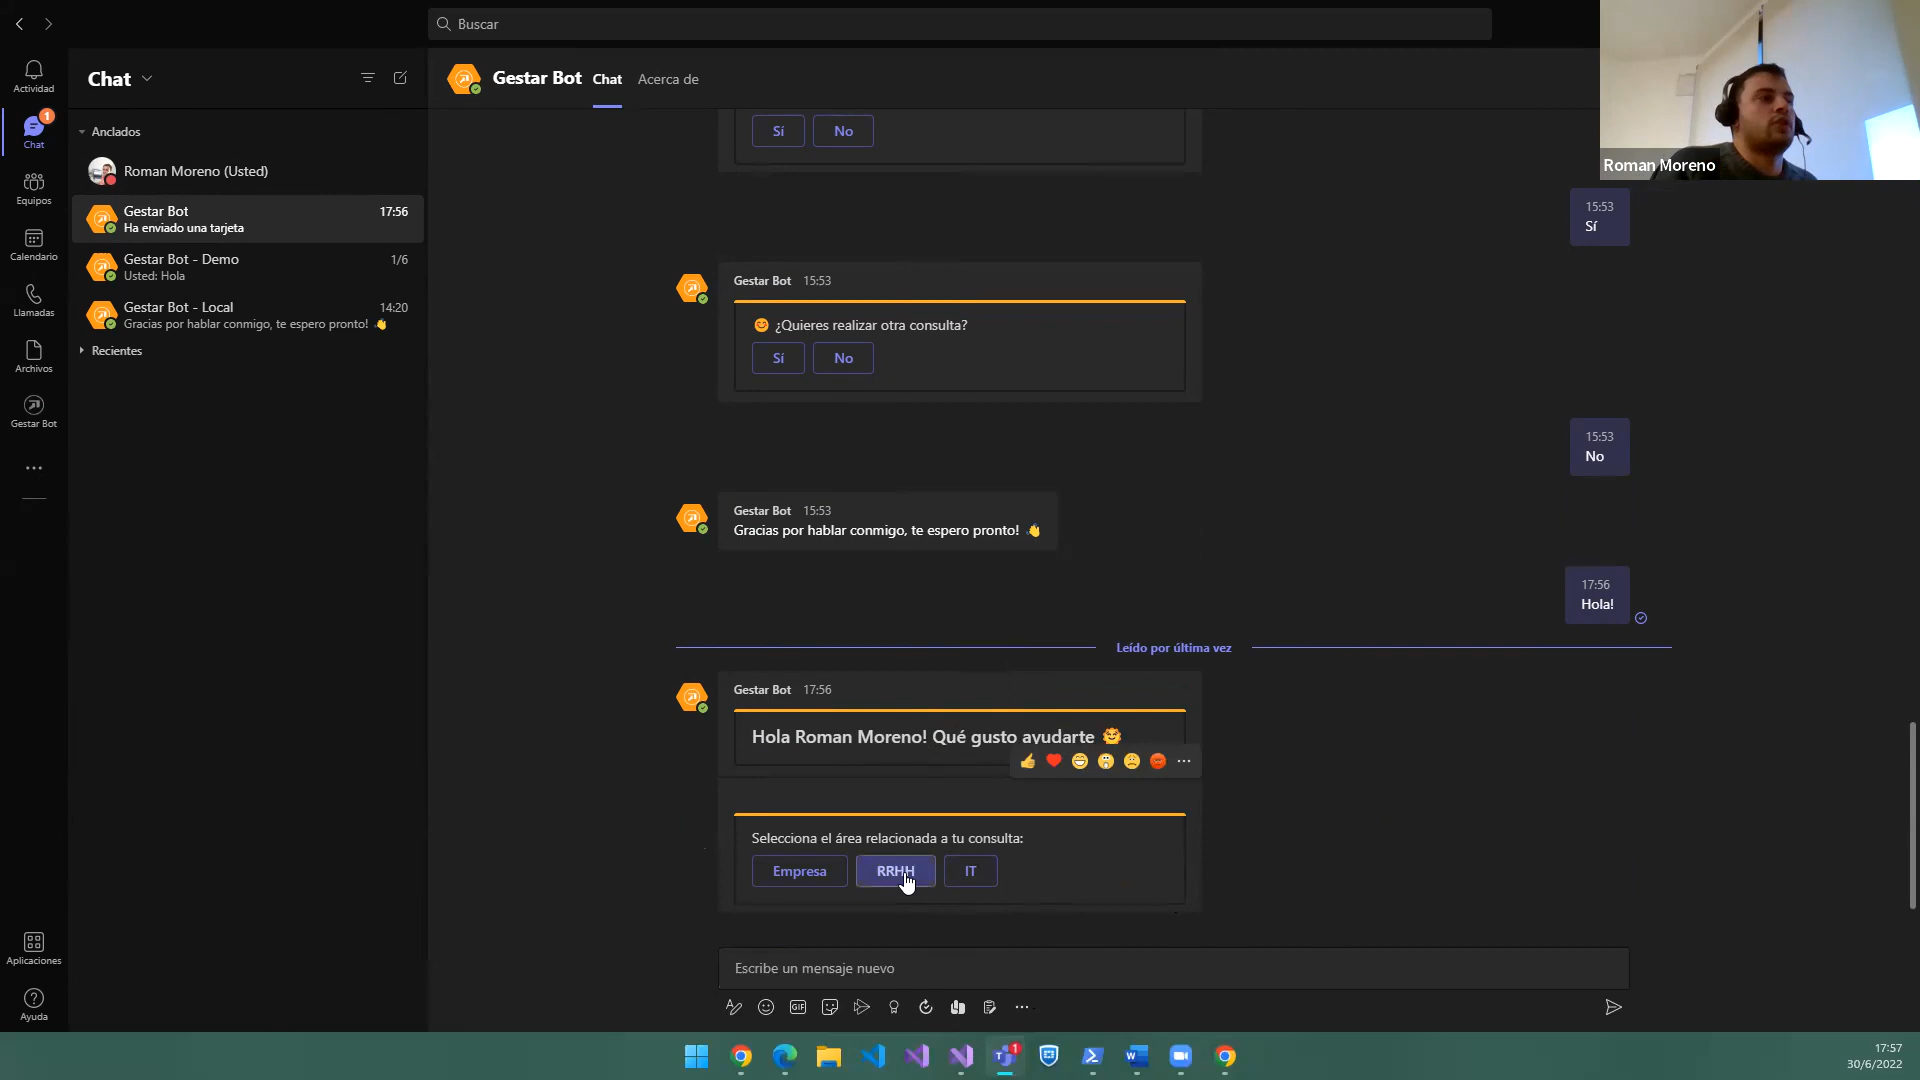 Buscar
Actividad
1
Chat
Equipos
Calendario
Llamadas
Archivos
Gestar Bot
Aplicaciones
Ayuda
Chat
Anclados
Roman Moreno (Usted)
Gestar Bot 17:56
Ha enviado una tarjeta
Gestar Bot - Demo 1/6
Usted: Hola
Gestar Bot - Local 14:20
Gracias por hablar conmigo, te espero pronto!
Recientes
Gestar Bot Chat Acerca de
Roman Moreno
Sí No
15:53
Sí
Gestar Bot 15:53
¿Quieres realizar otra consulta?
Sí No
15:53
No
Gestar Bot 15:53
Gracias por hablar conmigo, te espero pronto!
17:56
Hola!
Leído por última vez
Gestar Bot 17:56
Hola Roman Moreno! Qué gusto ayudarte
Selecciona el área relacionada a tu consulta:
Empresa RRHH IT
Escribe un mensaje nuevo
GIF
1
17:57
30/6/2022